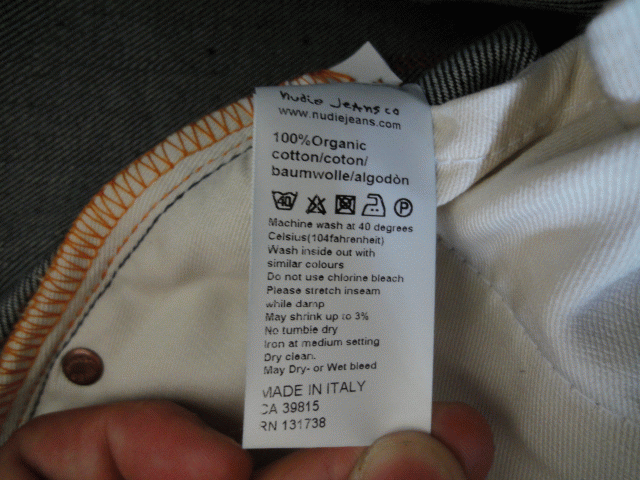 nudie jeans co
www.nudiejeans.com
100%Organic
cotton/coton/
baumwolle/algodòn
40 P
Machine wash at 40 degrees
Celsius(104fahrenheit)
Wash inside out with
similar colours
Do not use chlorine bleach
Please stretch inseam
while damp
May shrink up to 3%
No tumble dry
Iron at medium setting
Dry clean.
May Dry- or Wet bleed
MADE IN ITALY
CA 39815
RN 131738